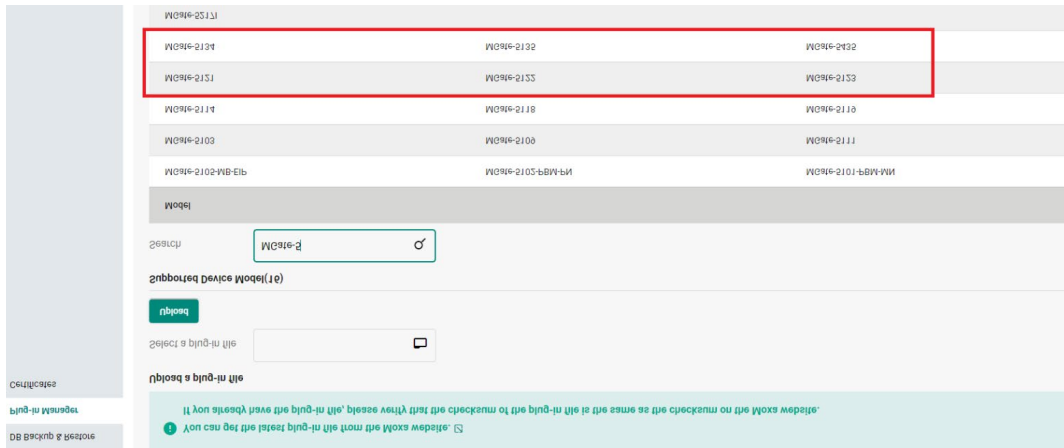 DB Backup & Restore
Plug-in Manager
Certificates
You can get the latest plug-in file from the Moxa website.
If you already have the plug-in file, please verify that the checksum of the plug-in file is the same as the checksum on the Moxa website.
Upload a plug-in file
Select a plug-in file
Upload
Supported Device Model(16)
Search MGate-5
Model
MGate-5105-MB-EIP MGate-5102-PBM-PN MGate-5101-PBM-MN
MGate-5103 MGate-5109 MGate-5111
MGate-5114 MGate-5118 MGate-5119
MGate-5121 MGate-5122 MGate-5123
MGate-5134 MGate-5135 MGate-5435
MGate-5217I